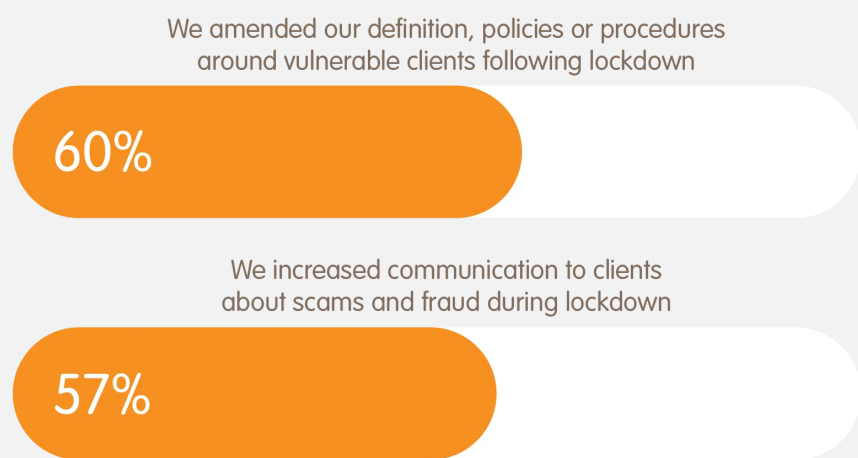 We amended our definition, policies or procedures
around vulnerable clients following lockdown
60%
We increased communication to clients
about scams and fraud during lockdown
57%